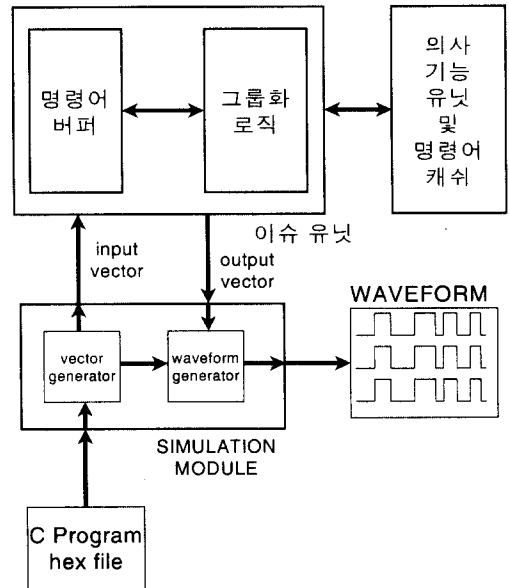 명령어
버퍼
그룹화
로직
의사
기능
유닛
및
명령어
캐쉬
이슈 유닛
input
vector
output
vector
WAVEFORM
vector
generator
waveform
generator
SIMULATION
MODULE
C Program
hex file